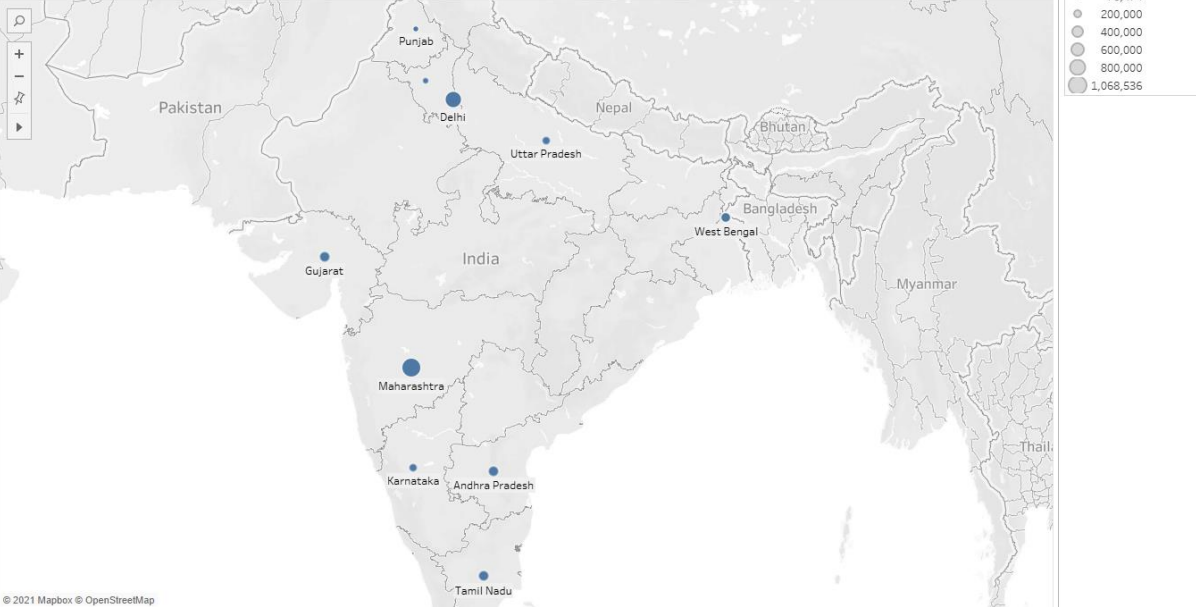 200,000
400,000
600,000
800,000
1,068,536
Punjab
Pakistan
Delhi
Nepal
Bhutan
Uttar Pradesh
Bangladesh
West Bengal
India
Gujarat
Myanmar
Maharashtra
Karnataka
Andhra Pradesh
Tamil Nadu
© 2021 Mapbox © OpenStreetMap